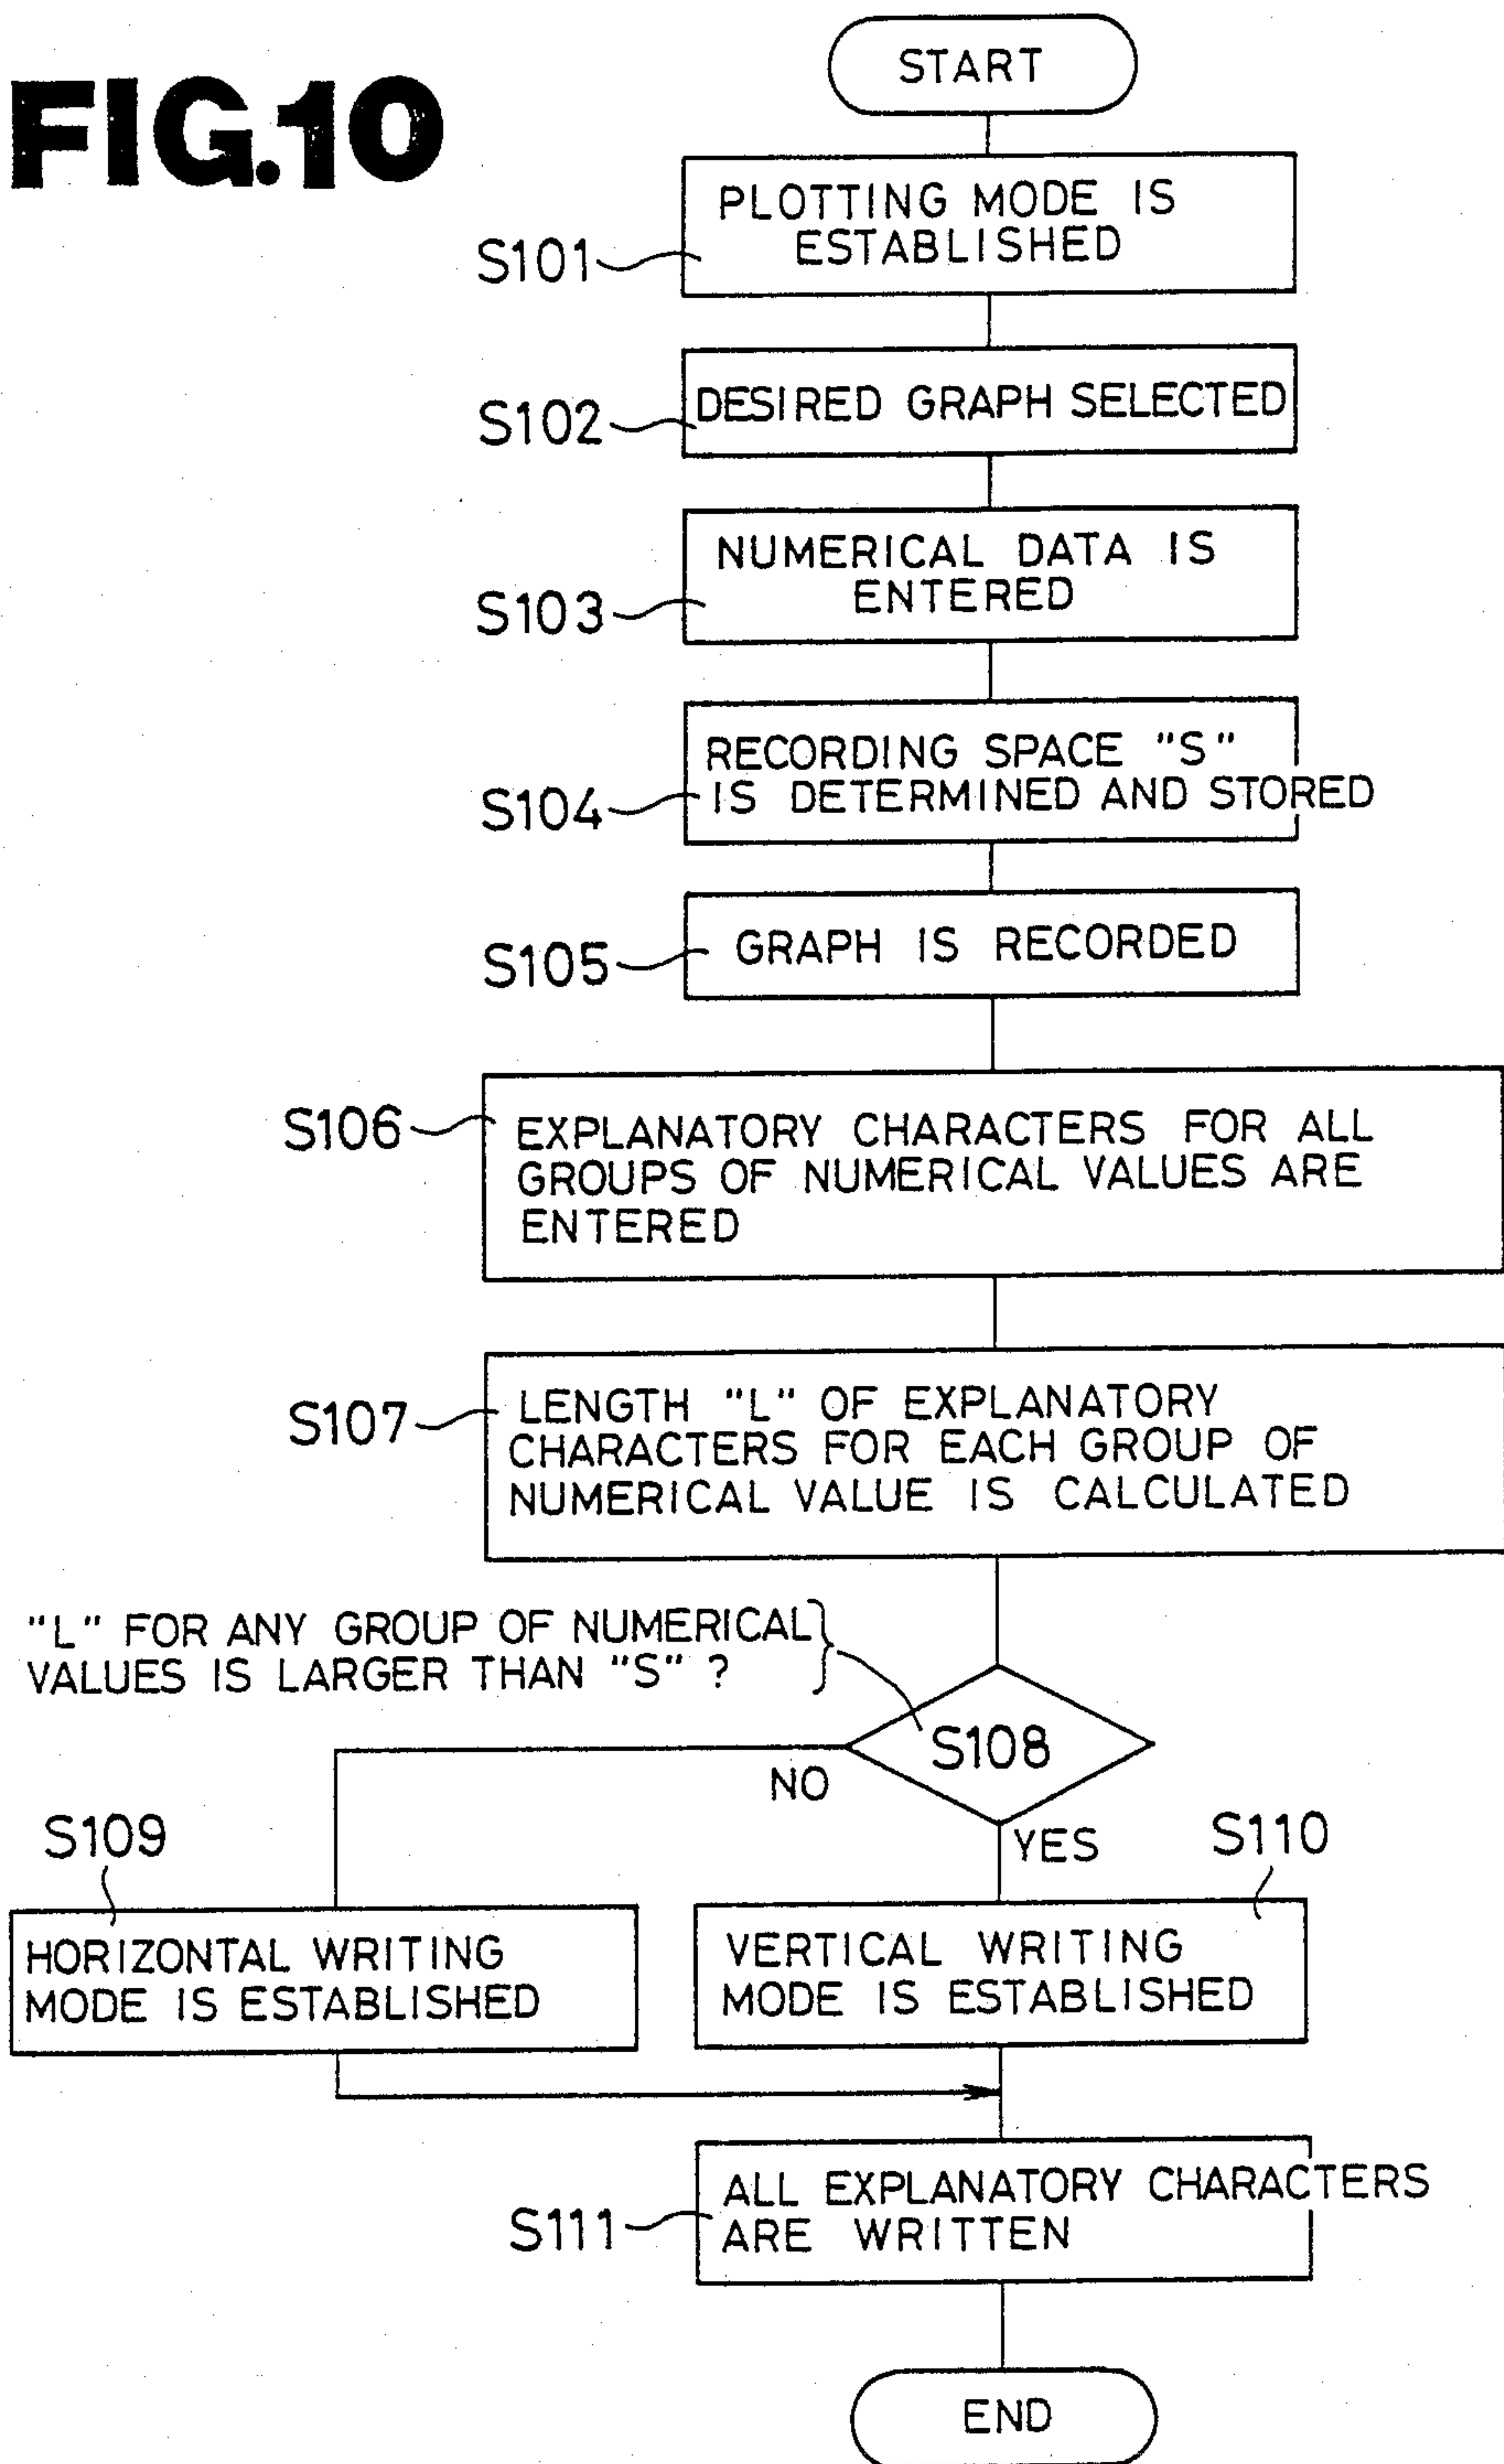 FIG.10
START
PLOTTING MODE IS
ESTABLISHED
S101
DESIRED GRAPH SELECTED
S102
NUMERICAL DATA IS
ENTERED
S103
RECORDING SPACE "S"
IS DETERMINED AND STORED
S104
GRAPH IS RECORDED
S105
S106
EXPLANATORY CHARACTERS FOR ALL
GROUPS OF NUMERICAL VALUES ARE
ENTERED
S107
LENGTH "L" OF EXPLANATORY
CHARACTERS FOR EACH GROUP OF
NUMERICAL VALUE IS CALCULATED
"L" FOR ANY GROUP OF NUMERICAL
VALUES IS LARGER THAN "S" ?
S108
NO
YES
S109
S110
HORIZONTAL WRITING
MODE IS ESTABLISHED
VERTICAL WRITING
MODE IS ESTABLISHED
ALL EXPLANATORY CHARACTERS
ARE WRITTEN
S111
END